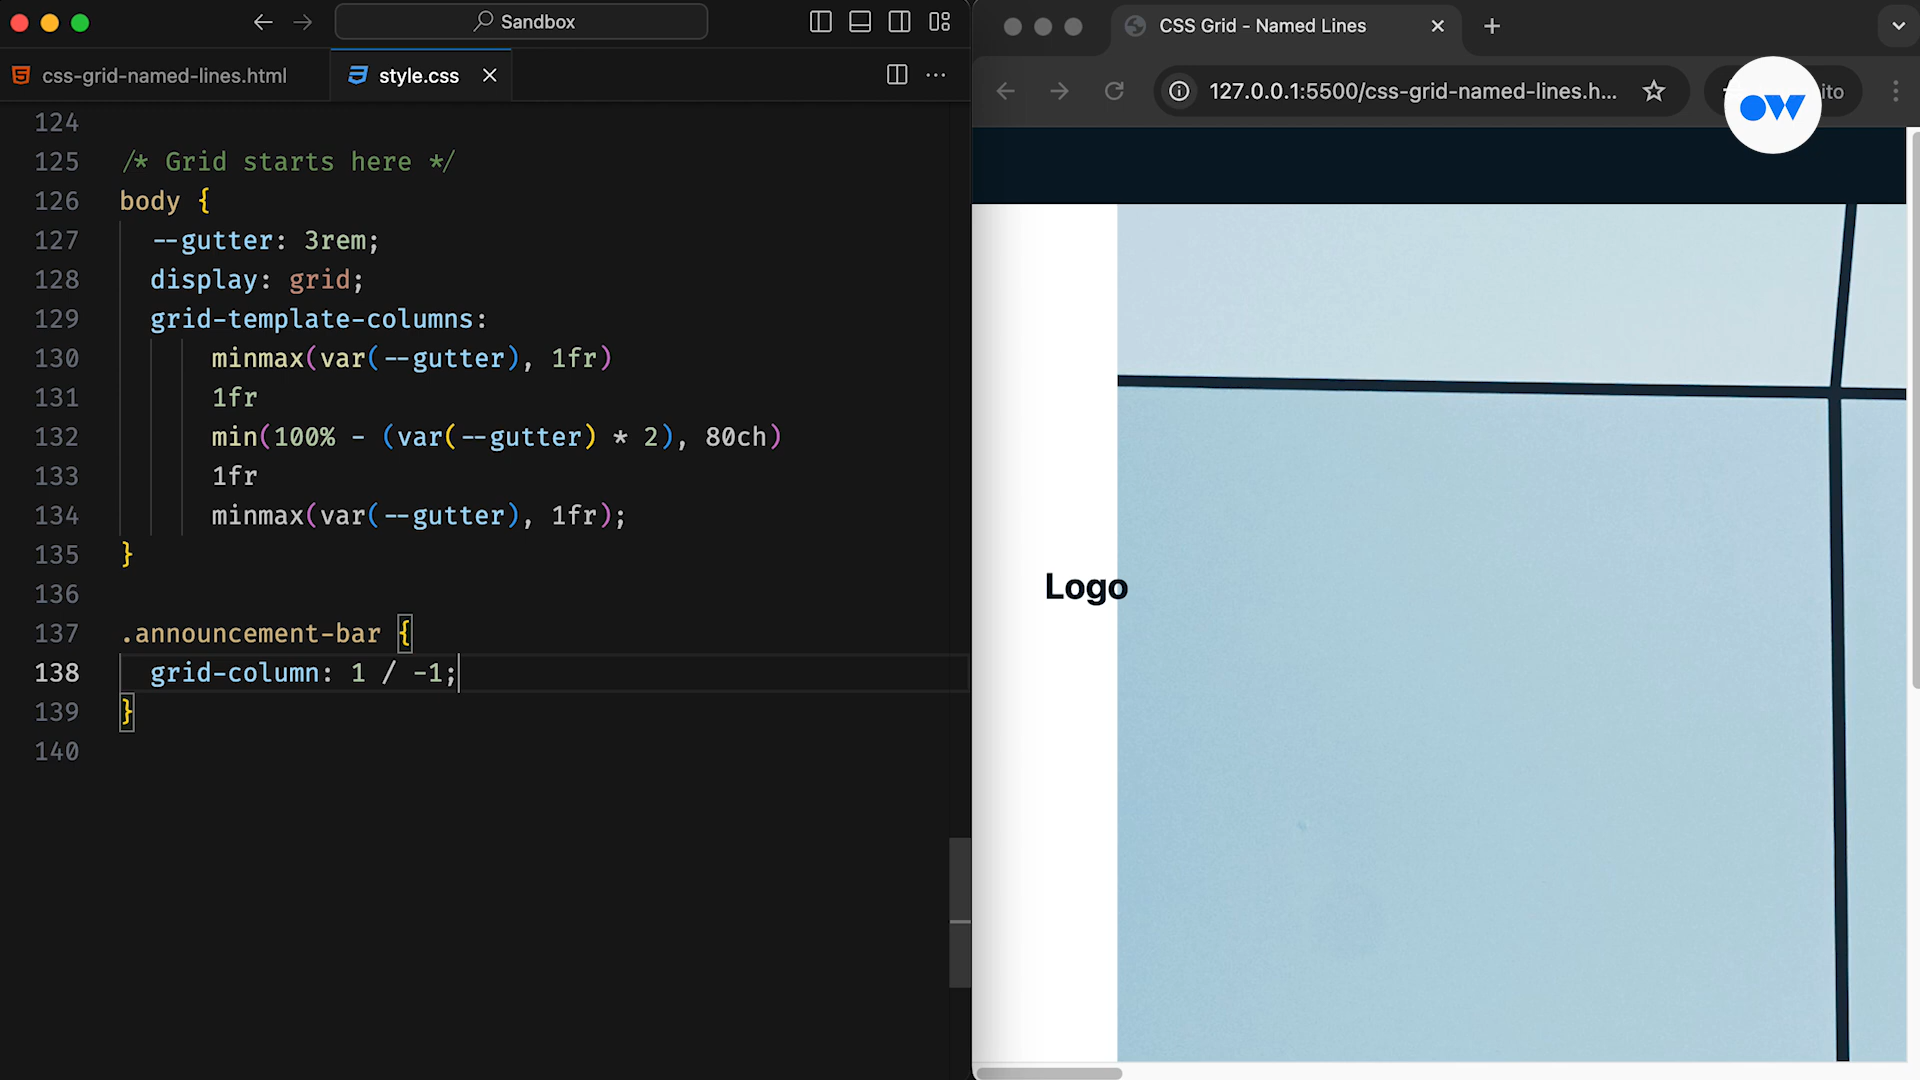 Sandbox
css-grid-named-lines.html
style.css
124
125 /* Grid starts here */
126 body {
127 --gutter: 3rem;
128 display: grid;
129 grid-template-columns:
130 minmax(var(--gutter), 1fr)
131 1fr
132 min(100% - (var(--gutter) * 2), 80ch)
133 1fr
134 minmax(var(--gutter), 1fr);
135 }
136
137 .announcement-bar {
138 grid-column: 1 / -1;
139 }
140
CSS Grid - Named Lines
127.0.0.1:5500/css-grid-named-lines.h...
ito
OW
Logo